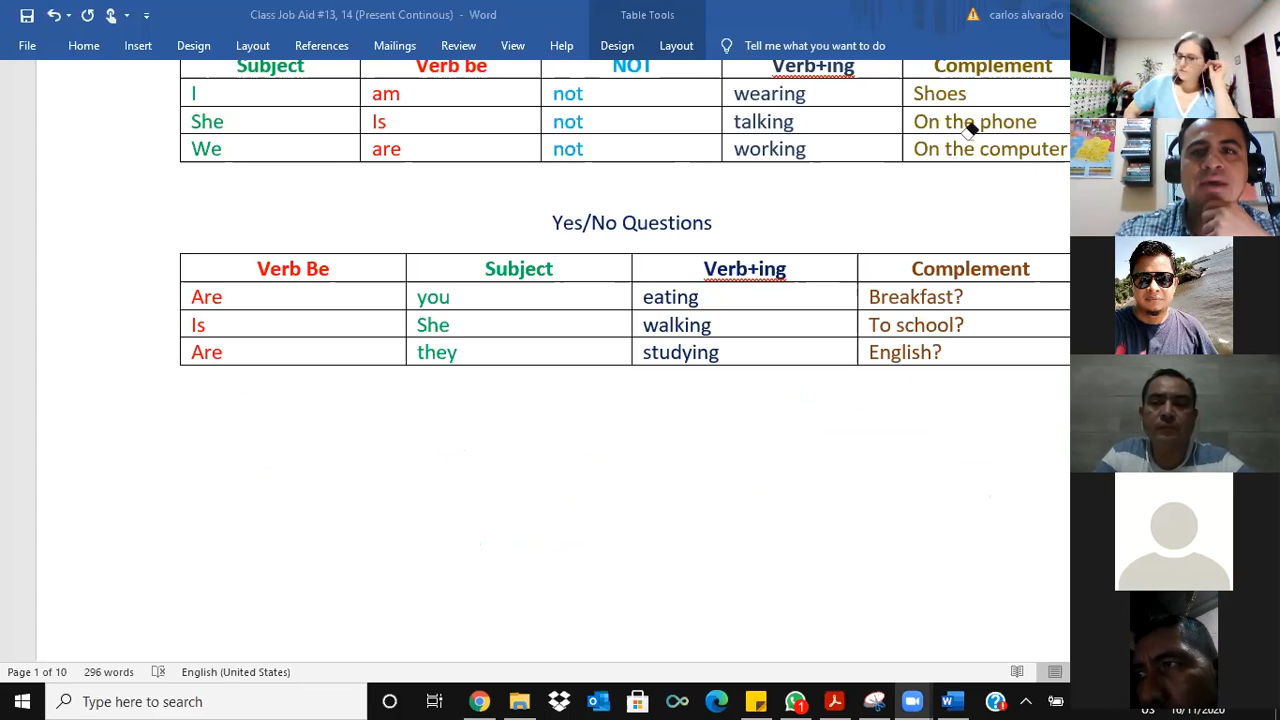 Class Job Aid #13, 14 (Present Continous) - Word
Table Tools
carlos alvarado
File Home Insert Design Layout References Mailings Review View Help Design Layout Tell me what you want to do
Subject Verb be NOT Verb+ing Complement
I am not wearing Shoes
She Is not talking On the phone
We are not working On the computer
Yes/No Questions
Verb Be Subject Verb+ing Complement
Are you eating Breakfast?
Is She walking To school?
Are they studying English?
Page 1 of 10 296 words English (United States)
Type here to search
1
16/11/2020